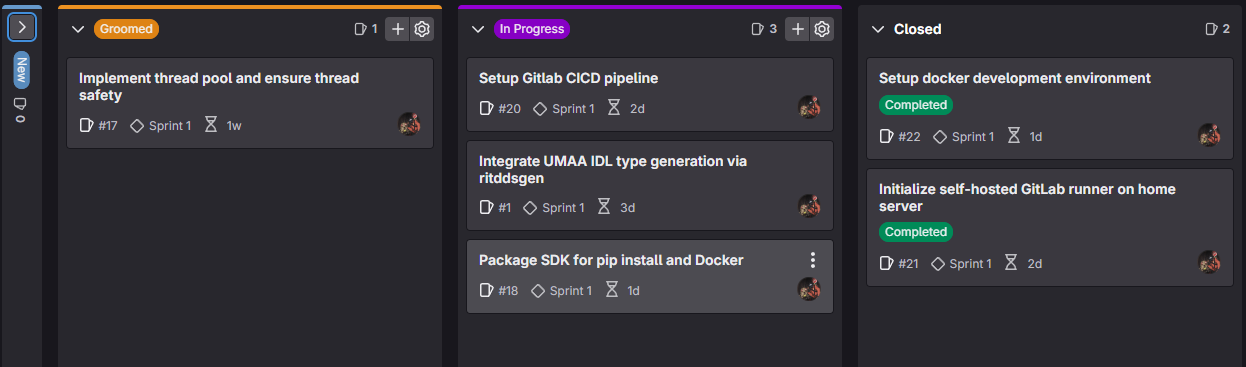 New
0
Groomed
1
Implement thread pool and ensure thread
safety
#17 Sprint 1 1w
In Progress
3
Setup Gitlab CICD pipeline
#20 Sprint 1 2d
Integrate UMAA IDL type generation via
ritddsgen
#1 Sprint 1 3d
Package SDK for pip install and Docker
#18 Sprint 1 1d
Closed
2
Setup docker development environment
Completed
#22 Sprint 1 1d
Initialize self-hosted GitLab runner on home
server
Completed
#21 Sprint 1 2d